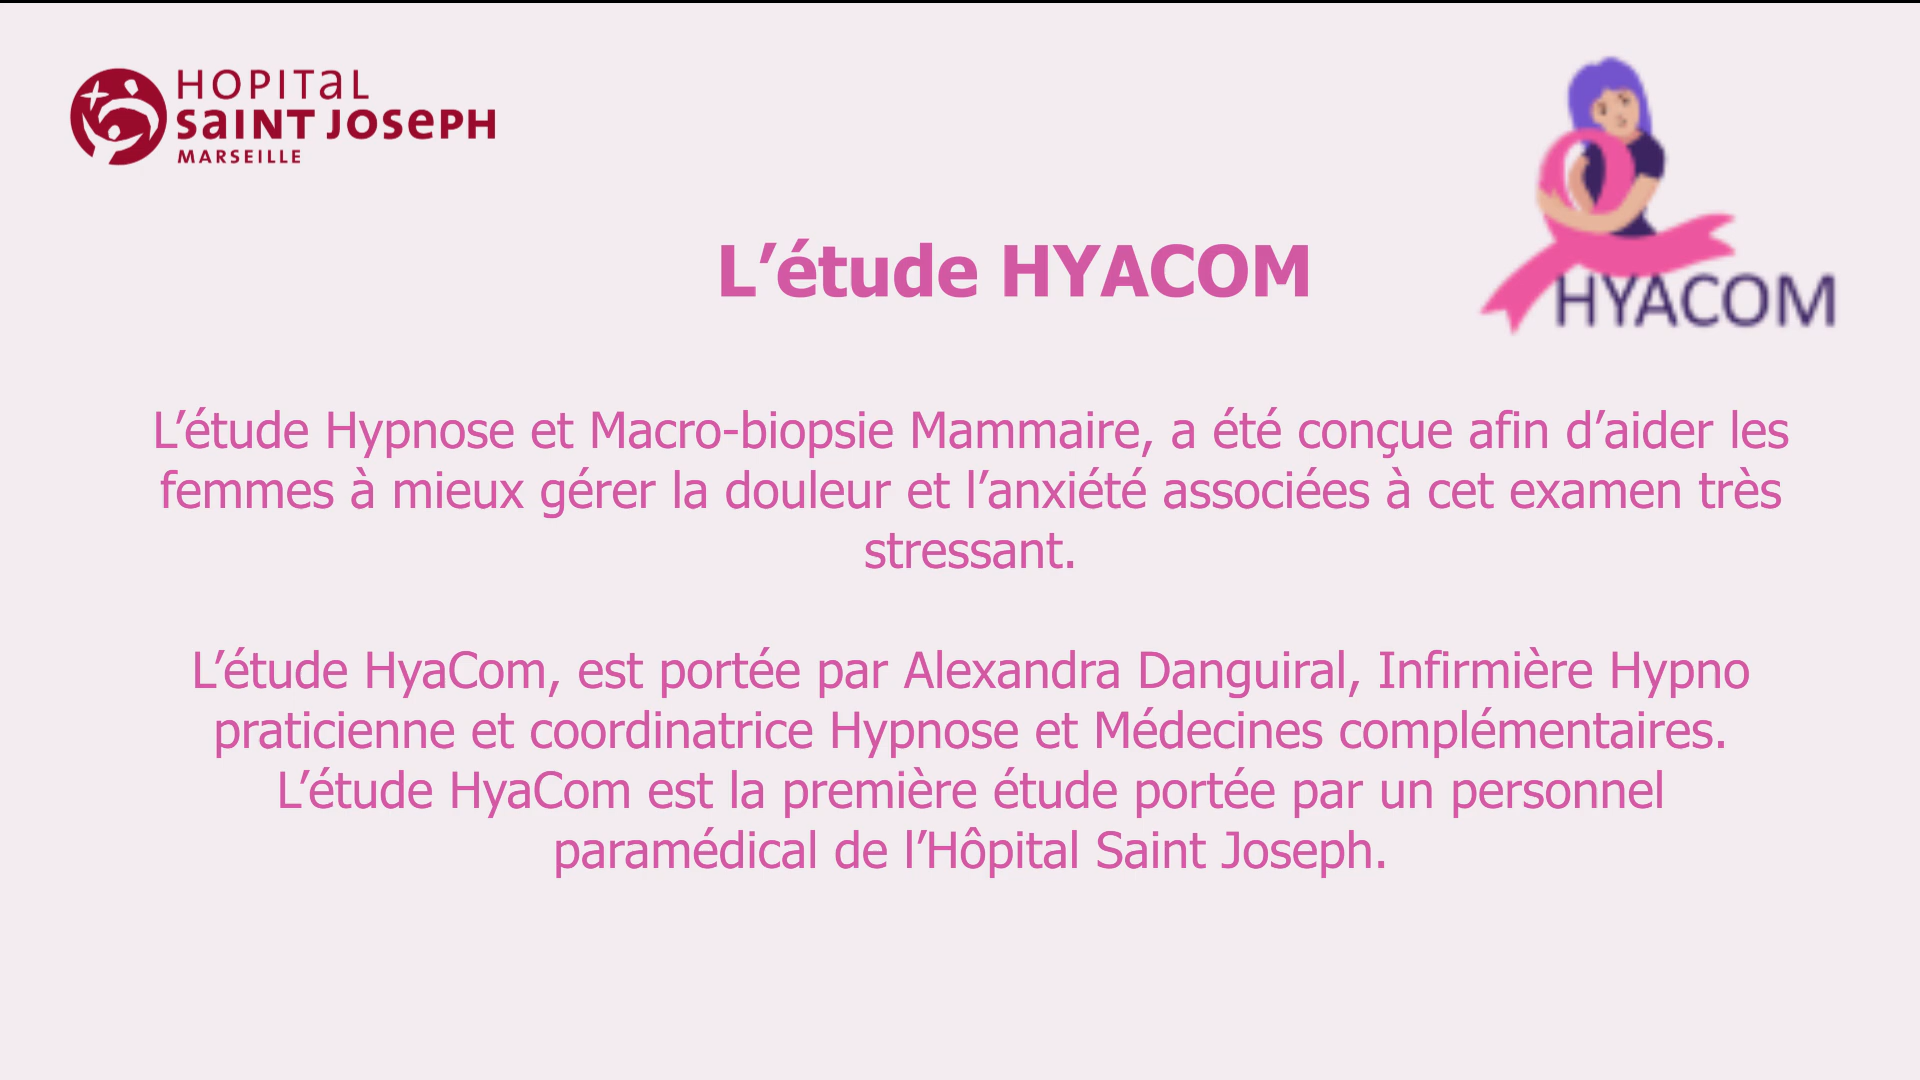 HOPITaL
SaINT JOSePH
MARSEILLE
HYACOM
L’étude HYACOM
L’étude Hypnose et Macro-biopsie Mammaire, a été conçue afin d’aider les
femmes à mieux gérer la douleur et l’anxiété associées à cet examen très
stressant.
L’étude HyaCom, est portée par Alexandra Danguiral, Infirmière Hypno
praticienne et coordinatrice Hypnose et Médecines complémentaires.
L’étude HyaCom est la première étude portée par un personnel
paramédical de l’Hôpital Saint Joseph.